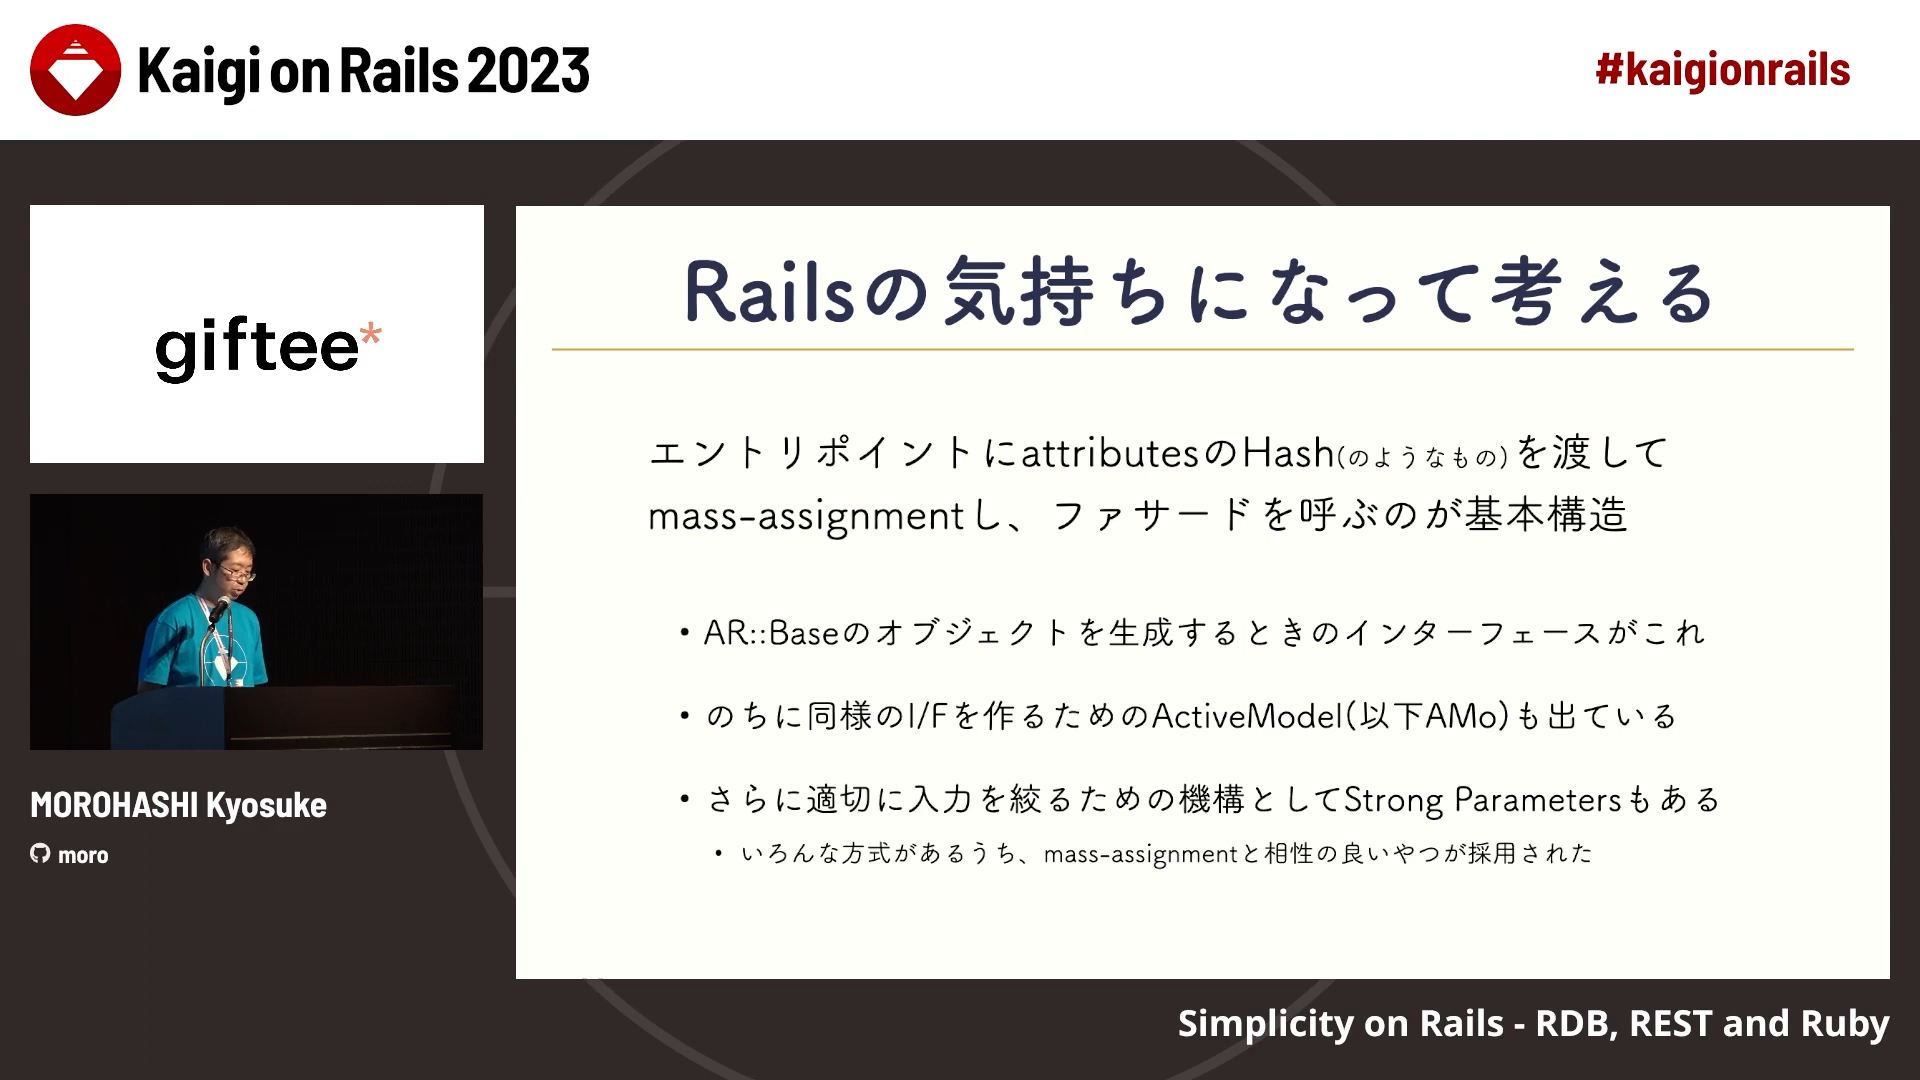 Kaigi on Rails 2023
#kaigionrails
giftee*
MOROHASHI Kyosuke
moro
Railsの気持ちになって考える
エントリポイントにattributesのHash(のようなもの)を渡して
mass-assignmentし、ファサードを呼ぶのが基本構造
・AR::Baseのオブジェクトを生成するときのインターフェースがこれ
・のちに同様のI/Fを作るためのActiveModel(以下AMo)も出ている
・さらに適切に入力を絞るための機構としてStrong Parametersもある
・いろんな方式があるうち、mass-assignmentと相性の良いやつが採用された
Simplicity on Rails - RDB, REST and Ruby